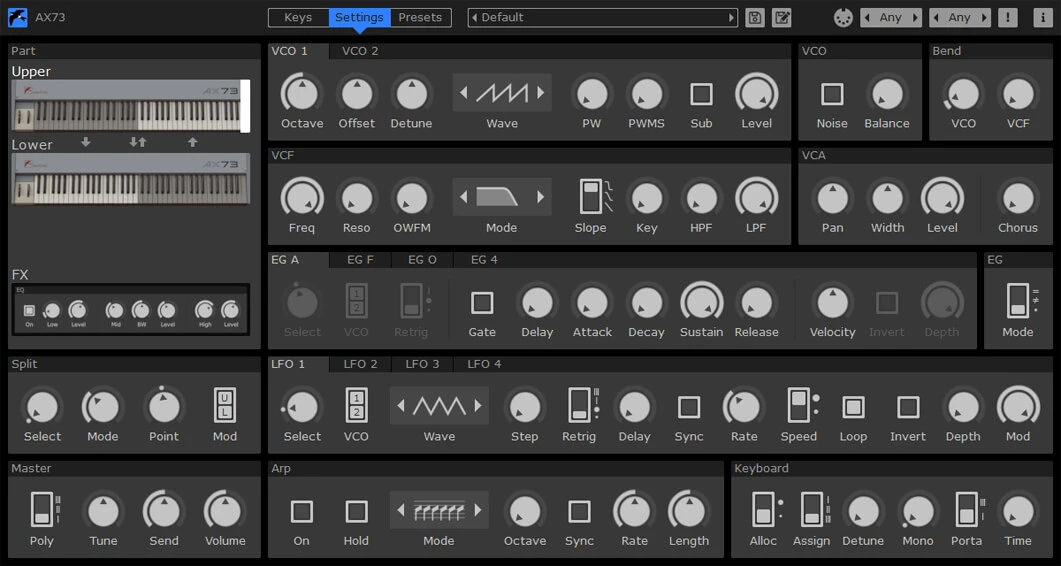 AX73 Keys Settings Presets Default Any Any ! i
Part
Upper
AX73
Lower
AX73
FX
EQ
On Low Level Mid BW Level High Level
VCO 1 VCO 2
Octave Offset Detune Wave PW PWMS Sub Level
VCO
Noise Balance
Bend
VCO VCF
VCF
Freq Reso OWFM Mode Slope Key HPF LPF
VCA
Pan Width Level Chorus
EG A EG F EG O EG 4
1
2
Select VCO Retrig Gate Delay Attack Decay Sustain Release Velocity Invert Depth
EG
= 
≠
Mode
Split
U
L
Select Mode Point Mod
LFO 1 LFO 2 LFO 3 LFO 4
1
2
Select VCO Wave Step Retrig Delay Sync Rate Speed Loop Invert Depth Mod
Master
III
II
I
Poly Tune Send Volume
Arp
On Hold Mode Octave Sync Rate Length
Keyboard
Alloc Assign Detune Mono Porta Time